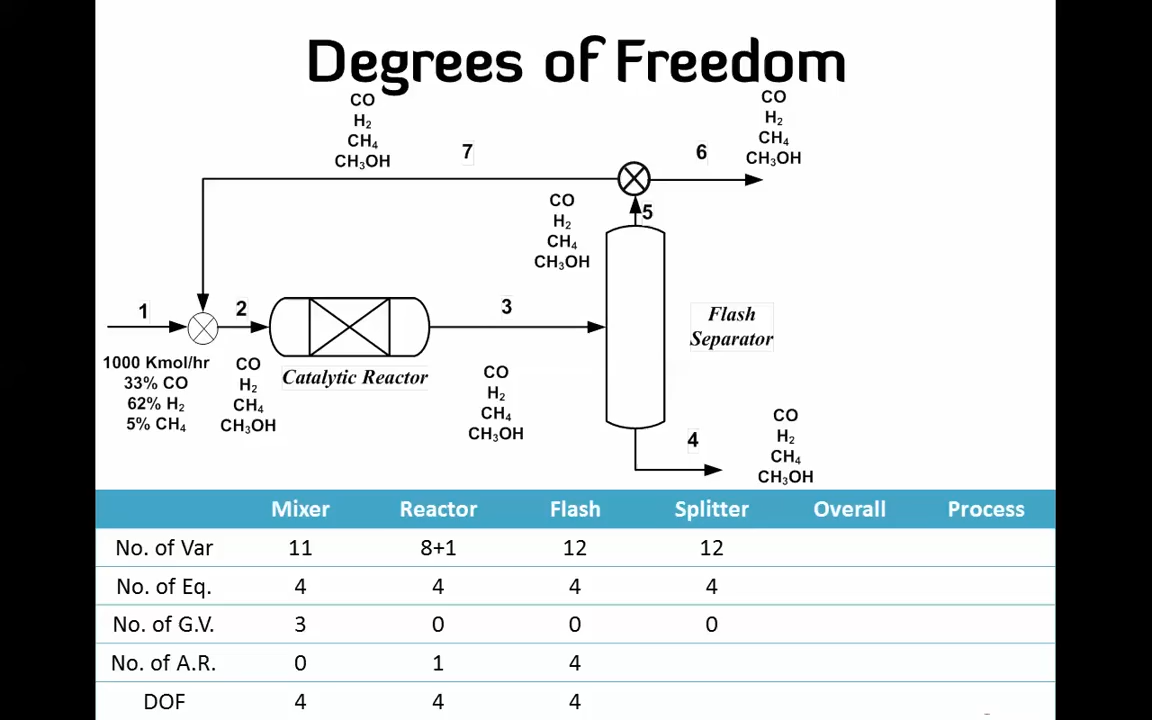 Degrees of Freedom
CO
H₂
CH₄
CH₃OH
7
6
CO
H₂
CH₄
CH₃OH
CO
H₂
CH₄
CH₃OH
5
1
1000 Kmol/hr
33% CO
62% H₂
5% CH₄
2
CO
H₂
CH₄
CH₃OH
Catalytic Reactor
3
CO
H₂
CH₄
CH₃OH
Flash
Separator
4
CO
H₂
CH₄
CH₃OH
Mixer Reactor Flash Splitter Overall Process
No. of Var 11 8+1 12 12
No. of Eq. 4 4 4 4
No. of G.V. 3 0 0 0
No. of A.R. 0 1 4
DOF 4 4 4